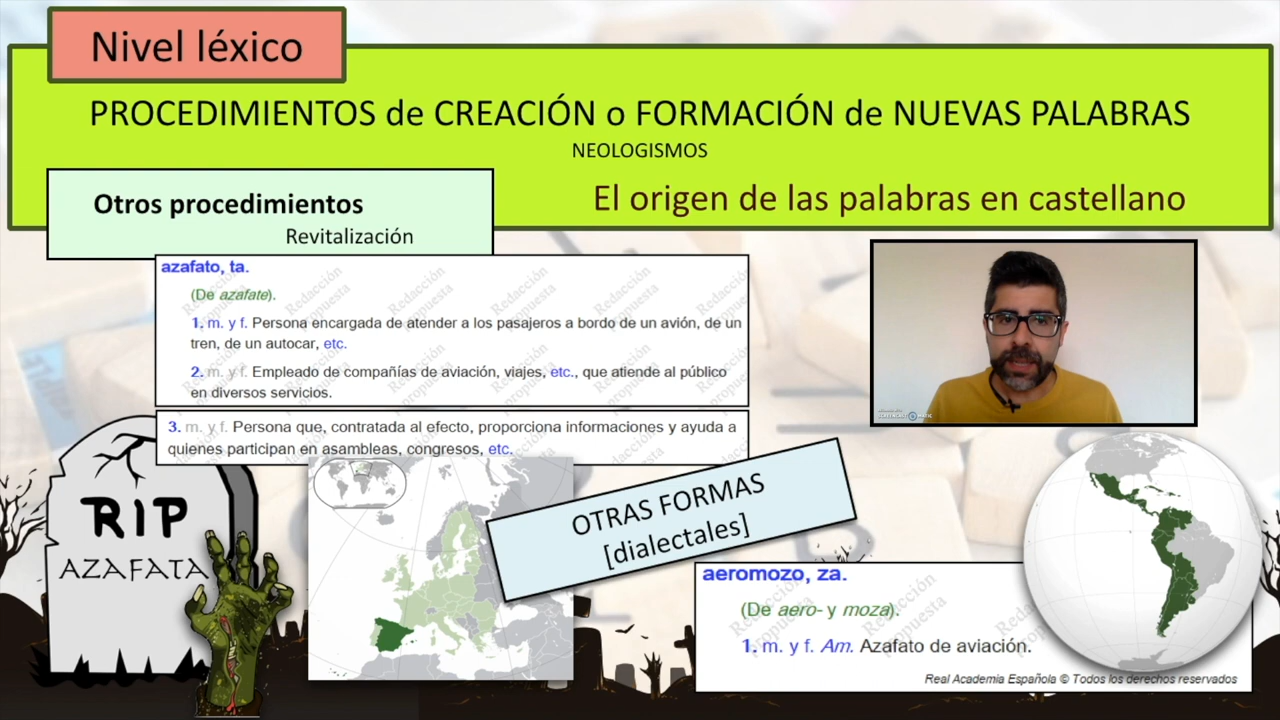 Nivel léxico
PROCEDIMIENTOS de CREACIÓN o FORMACIÓN de NUEVAS PALABRAS
NEOLOGISMOS
Otros procedimientos
Revitalización
El origen de las palabras en castellano
azafato, ta.
(De azafate).
1. m. y f. Persona encargada de atender a los pasajeros a bordo de un avión, de un
tren, de un autocar, etc.
2. m. y f. Empleado de compañías de aviación, viajes, etc., que atiende al público
en diversos servicios.
3. m. y f. Persona que, contratada al efecto, proporciona informaciones y ayuda a
quienes participan en asambleas, congresos, etc.
RIP
AZAFATA
OTRAS FORMAS
[dialectales]
aeromozo, za.
(De aero- y moza).
1. m. y f. Am. Azafato de aviación.
Real Academia Española © Todos los derechos reservados
Redacción
propuesta